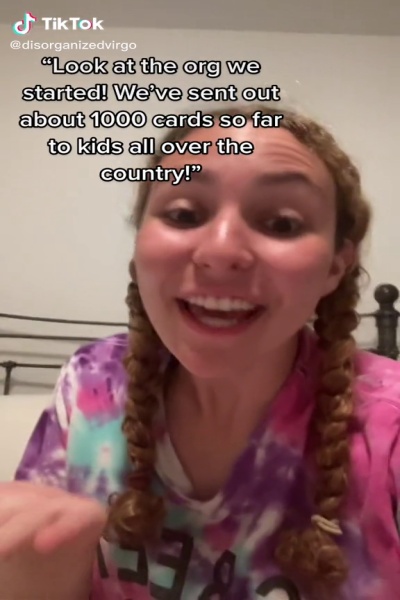 TikTok
@disorganizedvirgo
“Look at the org we
started! We’ve sent out
about 1000 cards so far
to kids all over the
country!”